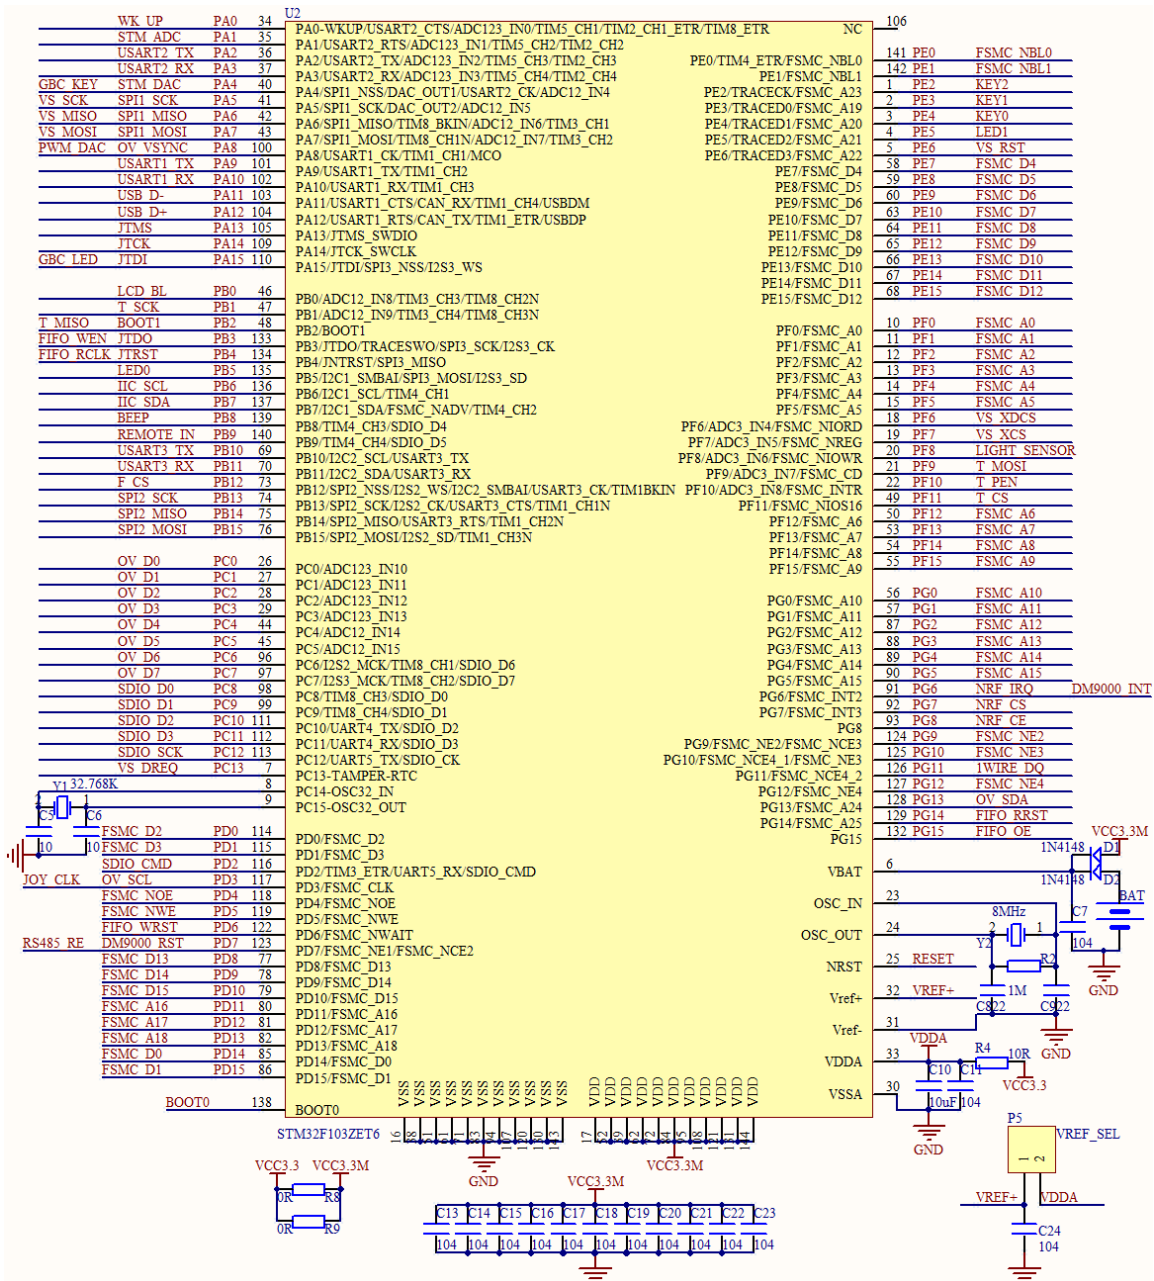 U2
WK_UP PA0 34 PA0-WKUP/USART2_CTS/ADC123_IN0/TIM5_CH1/TIM2_CH1_ETR/TIM8_ETR
STM_ADC PA1 35 PA1/USART2_RTS/ADC123_IN1/TIM5_CH2/TIM2_CH2
USART2_TX PA2 36 PA2/USART2_TX/ADC123_IN2/TIM5_CH3/TIM2_CH3
USART2_RX PA3 37 PA3/USART2_RX/ADC123_IN3/TIM5_CH4/TIM2_CH4
GBC_KEY STM_DAC PA4 40 PA4/SPI1_NSS/DAC_OUT1/USART2_CK/ADC12_IN4
VS_SCK SPI1_SCK PA5 41 PA5/SPI1_SCK/DAC_OUT2/ADC12_IN5
VS_MISO SPI1_MISO PA6 42 PA6/SPI1_MISO/TIM8_BKIN/ADC12_IN6/TIM3_CH1
VS_MOSI SPI1_MOSI PA7 43 PA7/SPI1_MOSI/TIM8_CH1N/ADC12_IN7/TIM3_CH2
PWM_DAC OV_VSYNC PA8 100 PA8/USART1_CK/TIM1_CH1/MCO
USART1_TX PA9 101 PA9/USART1_TX/TIM1_CH2
USART1_RX PA10 102 PA10/USART1_RX/TIM1_CH3
USB_D- PA11 103 PA11/USART1_CTS/CAN_RX/TIM1_CH4/USBDM
USB_D+ PA12 104 PA12/USART1_RTS/CAN_TX/TIM1_ETR/USBDP
JTMS PA13 105 PA13/JTMS_SWDIO
JTCK PA14 109 PA14/JTCK_SWCLK
GBC_LED JTDI PA15 110 PA15/JTDI/SPI3_NSS/I2S3_WS
LCD_BL PB0 46 PB0/ADC12_IN8/TIM3_CH3/TIM8_CH2N
T_SCK PB1 47 PB1/ADC12_IN9/TIM3_CH4/TIM8_CH3N
T_MISO BOOT1 PB2 48 PB2/BOOT1
FIFO_WEN JTDO PB3 133 PB3/JTDO/TRACESWO/SPI3_SCK/I2S3_CK
FIFO_RCLK JTRST PB4 134 PB4/JNTRST/SPI3_MISO
LED0 PB5 135 PB5/I2C1_SMBAI/SPI3_MOSI/I2S3_SD
IIC_SCL PB6 136 PB6/I2C1_SCL/TIM4_CH1
IIC_SDA PB7 137 PB7/I2C1_SDA/FSMC_NADV/TIM4_CH2
BEEP PB8 139 PB8/TIM4_CH3/SDIO_D4
REMOTE_IN PB9 140 PB9/TIM4_CH4/SDIO_D5
USART3_TX PB10 69 PB10/I2C2_SCL/USART3_TX
USART3_RX PB11 70 PB11/I2C2_SDA/USART3_RX
F_CS PB12 73 PB12/SPI2_NSS/I2S2_WS/I2C2_SMBAI/USART3_CK/TIM1BKIN
SPI2_SCK PB13 74 PB13/SPI2_SCK/I2S2_CK/USART3_CTS/TIM1_CH1N
SPI2_MISO PB14 75 PB14/SPI2_MISO/USART3_RTS/TIM1_CH2N
SPI2_MOSI PB15 76 PB15/SPI2_MOSI/I2S2_SD/TIM1_CH3N
OV_D0 PC0 26 PC0/ADC123_IN10
OV_D1 PC1 27 PC1/ADC123_IN11
OV_D2 PC2 28 PC2/ADC123_IN12
OV_D3 PC3 29 PC3/ADC123_IN13
OV_D4 PC4 44 PC4/ADC12_IN14
OV_D5 PC5 45 PC5/ADC12_IN15
OV_D6 PC6 96 PC6/I2S2_MCK/TIM8_CH1/SDIO_D6
OV_D7 PC7 97 PC7/I2S3_MCK/TIM8_CH2/SDIO_D7
SDIO_D0 PC8 98 PC8/TIM8_CH3/SDIO_D0
SDIO_D1 PC9 99 PC9/TIM8_CH4/SDIO_D1
SDIO_D2 PC10 111 PC10/UART4_TX/SDIO_D2
SDIO_D3 PC11 112 PC11/UART4_RX/SDIO_D3
SDIO_SCK PC12 113 PC12/UART5_TX/SDIO_CK
VS_DREQ PC13 7 PC13-TAMPER-RTC
8 PC14-OSC32_IN
9 PC15-OSC32_OUT
Y1 32.768K
2 1
C5 C6
10 10
FSMC_D2 PD0 114 PD0/FSMC_D2
FSMC_D3 PD1 115 PD1/FSMC_D3
SDIO_CMD PD2 116 PD2/TIM3_ETR/UART5_RX/SDIO_CMD
JOY_CLK OV_SCL PD3 117 PD3/FSMC_CLK
FSMC_NOE PD4 118 PD4/FSMC_NOE
FSMC_NWE PD5 119 PD5/FSMC_NWE
FIFO_WRST PD6 122 PD6/FSMC_NWAIT
RS485_RE DM9000_RST PD7 123 PD7/FSMC_NE1/FSMC_NCE2
FSMC_D13 PD8 77 PD8/FSMC_D13
FSMC_D14 PD9 78 PD9/FSMC_D14
FSMC_D15 PD10 79 PD10/FSMC_D15
FSMC_A16 PD11 80 PD11/FSMC_A16
FSMC_A17 PD12 81 PD12/FSMC_A17
FSMC_A18 PD13 82 PD13/FSMC_A18
FSMC_D0 PD14 85 PD14/FSMC_D0
FSMC_D1 PD15 86 PD15/FSMC_D1
BOOT0 138 BOOT0
NC 106
PE0/TIM4_ETR/FSMC_NBL0 141 PE0 FSMC_NBL0
PE1/FSMC_NBL1 142 PE1 FSMC_NBL1
PE2/TRACECK/FSMC_A23 1 PE2 KEY2
PE3/TRACED0/FSMC_A19 2 PE3 KEY1
PE4/TRACED1/FSMC_A20 3 PE4 KEY0
PE5/TRACED2/FSMC_A21 4 PE5 LED1
PE6/TRACED3/FSMC_A22 5 PE6 VS_RST
PE7/FSMC_D4 58 PE7 FSMC_D4
PE8/FSMC_D5 59 PE8 FSMC_D5
PE9/FSMC_D6 60 PE9 FSMC_D6
PE10/FSMC_D7 63 PE10 FSMC_D7
PE11/FSMC_D8 64 PE11 FSMC_D8
PE12/FSMC_D9 65 PE12 FSMC_D9
PE13/FSMC_D10 66 PE13 FSMC_D10
PE14/FSMC_D11 67 PE14 FSMC_D11
PE15/FSMC_D12 68 PE15 FSMC_D12
PF0/FSMC_A0 10 PF0 FSMC_A0
PF1/FSMC_A1 11 PF1 FSMC_A1
PF2/FSMC_A2 12 PF2 FSMC_A2
PF3/FSMC_A3 13 PF3 FSMC_A3
PF4/FSMC_A4 14 PF4 FSMC_A4
PF5/FSMC_A5 15 PF5 FSMC_A5
PF6/ADC3_IN4/FSMC_NIORD 18 PF6 VS_XDCS
PF7/ADC3_IN5/FSMC_NREG 19 PF7 VS_XCS
PF8/ADC3_IN6/FSMC_NIOWR 20 PF8 LIGHT_SENSOR
PF9/ADC3_IN7/FSMC_CD 21 PF9 T_MOSI
PF10/ADC3_IN8/FSMC_INTR 22 PF10 T_PEN
PF11/FSMC_NIOS16 49 PF11 T_CS
PF12/FSMC_A6 50 PF12 FSMC_A6
PF13/FSMC_A7 53 PF13 FSMC_A7
PF14/FSMC_A8 54 PF14 FSMC_A8
PF15/FSMC_A9 55 PF15 FSMC_A9
PG0/FSMC_A10 56 PG0 FSMC_A10
PG1/FSMC_A11 57 PG1 FSMC_A11
PG2/FSMC_A12 87 PG2 FSMC_A12
PG3/FSMC_A13 88 PG3 FSMC_A13
PG4/FSMC_A14 89 PG4 FSMC_A14
PG5/FSMC_A15 90 PG5 FSMC_A15
PG6/FSMC_INT2 91 PG6 NRF_IRQ DM9000_INT
PG7/FSMC_INT3 92 PG7 NRF_CS
PG8 93 PG8 NRF_CE
PG9/FSMC_NE2/FSMC_NCE3 124 PG9 FSMC_NE2
PG10/FSMC_NCE4_1/FSMC_NE3 125 PG10 FSMC_NE3
PG11/FSMC_NCE4_2 126 PG11 1WIRE_DQ
PG12/FSMC_NE4 127 PG12 FSMC_NE4
PG13/FSMC_A24 128 PG13 OV_SDA
PG14/FSMC_A25 129 PG14 FIFO_RRST
PG15 132 PG15 FIFO_OE
VCC3.3M
1N4148 D1
VBAT 6
1N4148 D2
OSC_IN 23 BAT
8MHz C7
OSC_OUT 24 2 1 104
Y2
NRST 25 RESET R2
GND
Vref+ 32 VREF+ 1M
C8 22 C9 22
Vref- 31
GND
VDDA R4
VDDA 33 10R
C10 C11 VCC3.3
VSSA 30 10uF 104
GND
VSS VSS VSS VSS VSS VSS VSS VSS VSS VSS VSS
VDD VDD VDD VDD VDD VDD VDD VDD VDD VDD VDD
16 17
STM32F103ZET6
GND VCC3.3M
P5
VREF_SEL
1 2
VREF+ VDDA
C24
104
VCC3.3 VCC3.3M
0R R8
0R R9
VCC3.3M
C13 C14 C15 C16 C17 C18 C19 C20 C21 C22 C23
104 104 104 104 104 104 104 104 104 104 104